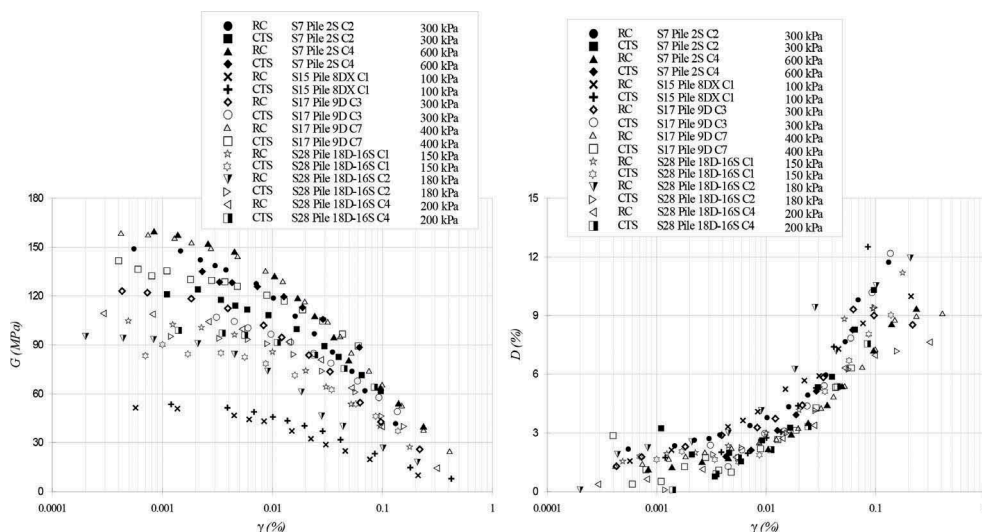 RC S7 Pile 2S C2 300 kPa
CTS S7 Pile 2S C2 300 kPa
RC S7 Pile 2S C4 600 kPa
CTS S7 Pile 2S C4 600 kPa
RC S15 Pile 8DX C1 100 kPa
CTS S15 Pile 8DX C1 100 kPa
RC S17 Pile 9D C3 300 kPa
CTS S17 Pile 9D C3 300 kPa
RC S17 Pile 9D C7 400 kPa
CTS S17 Pile 9D C7 400 kPa
RC S28 Pile 18D-16S C1 150 kPa
CTS S28 Pile 18D-16S C1 150 kPa
RC S28 Pile 18D-16S C2 180 kPa
CTS S28 Pile 18D-16S C2 180 kPa
RC S28 Pile 18D-16S C4 200 kPa
CTS S28 Pile 18D-16S C4 200 kPa
180
150
120
90
60
30
0
G (MPa)
0.0001 0.001 0.01 0.1 1
γ (%)
RC S7 Pile 2S C2 300 kPa
CTS S7 Pile 2S C2 300 kPa
RC S7 Pile 2S C4 600 kPa
CTS S7 Pile 2S C4 600 kPa
RC S15 Pile 8DX C1 100 kPa
CTS S15 Pile 8DX C1 100 kPa
RC S17 Pile 9D C3 300 kPa
CTS S17 Pile 9D C3 300 kPa
RC S17 Pile 9D C7 400 kPa
CTS S17 Pile 9D C7 400 kPa
RC S28 Pile 18D-16S C1 150 kPa
CTS S28 Pile 18D-16S C1 150 kPa
RC S28 Pile 18D-16S C2 180 kPa
CTS S28 Pile 18D-16S C2 180 kPa
RC S28 Pile 18D-16S C4 200 kPa
CTS S28 Pile 18D-16S C4 200 kPa
15
12
9
6
3
0
D (%)
0.0001 0.001 0.01 0.1 1
γ (%)